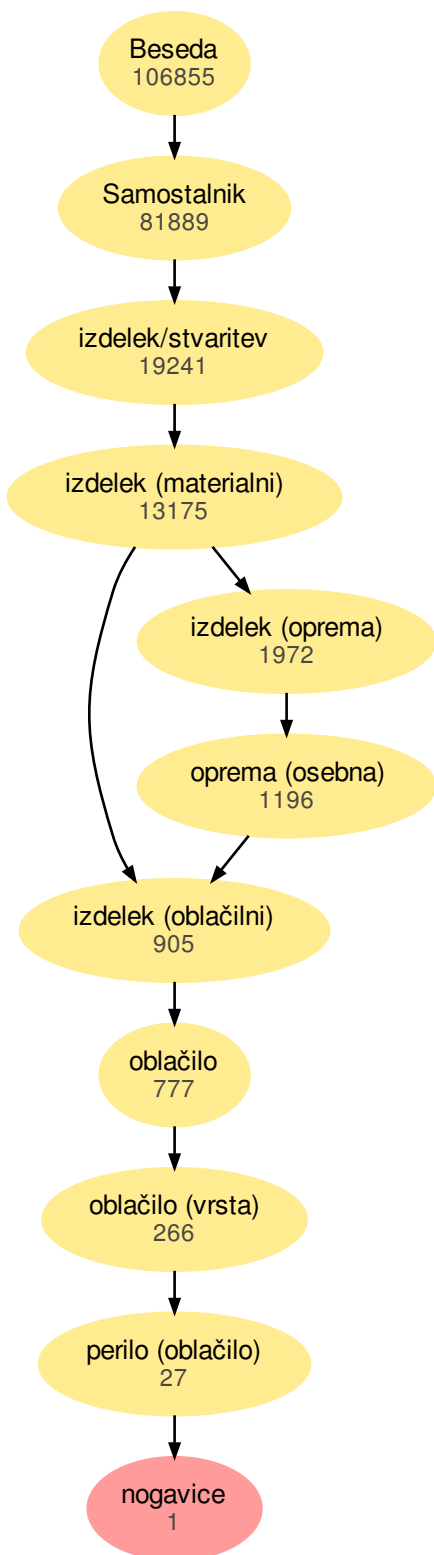 Beseda
106855
Samostalnik
81889
izdelek/stvaritev
19241
izdelek (materialni)
13175
izdelek (oprema)
1972
oprema (osebna)
1196
izdelek (oblačilni)
905
oblačilo
777
oblačilo (vrsta)
266
perilo (oblačilo)
27
nogavice
1